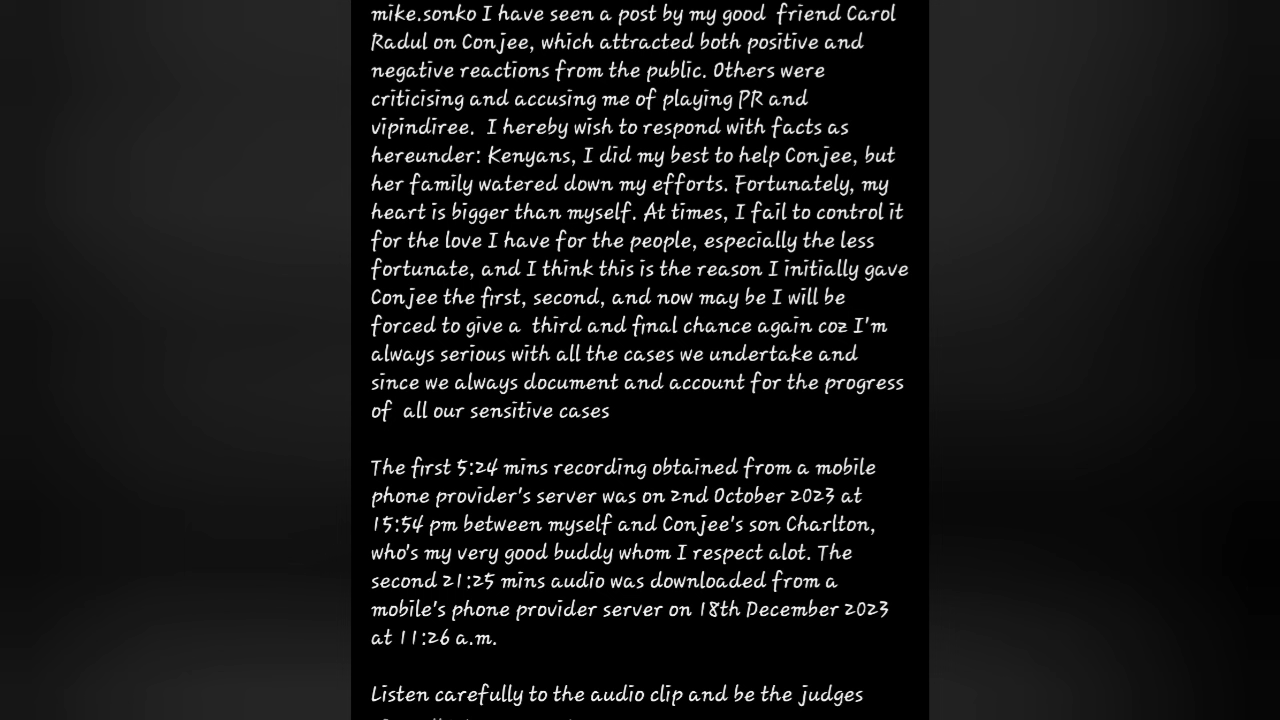 mike.sonko I have seen a post by my good friend Carol
Radul on Conjee, which attracted both positive and
negative reactions from the public. Others were
criticising and accusing me of playing PR and
vipindiree. I hereby wish to respond with facts as
hereunder: Kenyans, I did my best to help Conjee, but
her family watered down my efforts. Fortunately, my
heart is bigger than myself. At times, I fail to control it
for the love I have for the people, especially the less
fortunate, and I think this is the reason I initially gave
Conjee the first, second, and now may be I will be
forced to give a third and final chance again coz I'm
always serious with all the cases we undertake and
since we always document and account for the progress
of all our sensitive cases
The first 5:24 mins recording obtained from a mobile
phone provider's server was on 2nd October 2023 at
15:54 pm between myself and Conjee's son Charlton,
who's my very good buddy whom I respect alot. The
second 21:25 mins audio was downloaded from a
mobile's phone provider server on 18th December 2023
at 11:26 a.m.
Listen carefully to the audio clip and be the judges